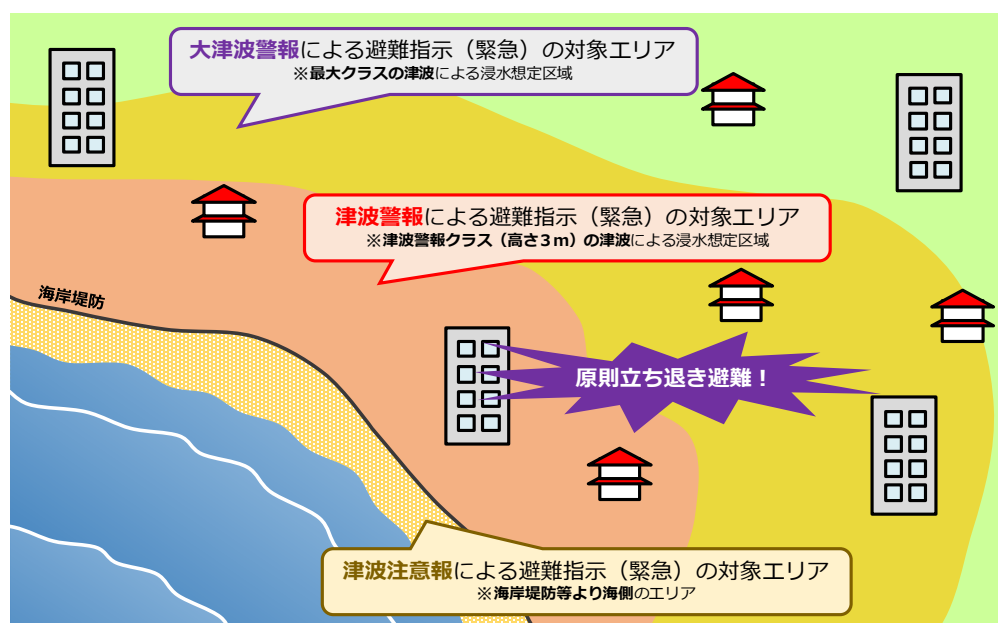 大津波警報による避難指示（緊急）の対象エリア
※最大クラスの津波による浸水想定区域
津波警報による避難指示（緊急）の対象エリア
※津波警報クラス（高さ３ｍ）の津波による浸水想定区域
海岸堤防
原則立ち退き避難！
津波注意報による避難指示（緊急）の対象エリア
※海岸堤防等より海側のエリア